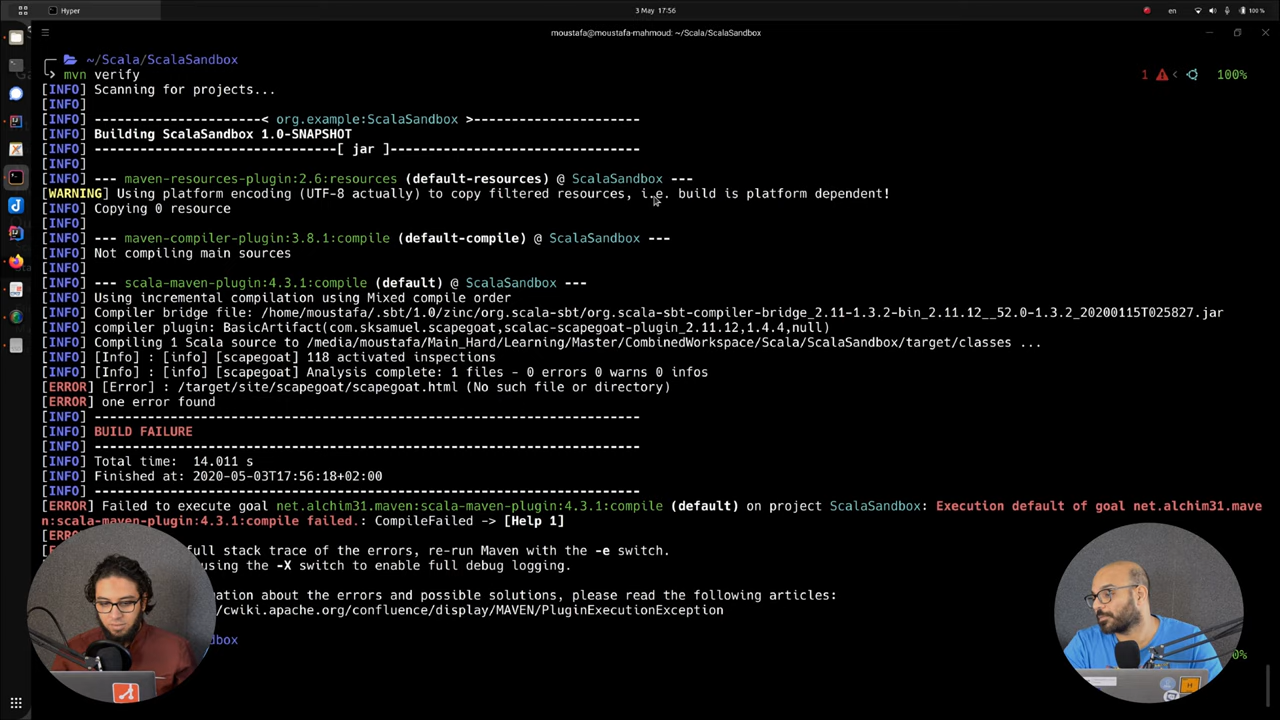 Hyper
3 May 17:56
en
100 %
moustafa@moustafa-mahmoud: ~/Scala/ScalaSandbox
~/Scala/ScalaSandbox
mvn verify
1
100%
[INFO] Scanning for projects...
[INFO]
[INFO] ----------------------< org.example:ScalaSandbox >----------------------
[INFO] Building ScalaSandbox 1.0-SNAPSHOT
[INFO] --------------------------------[ jar ]---------------------------------
[INFO]
[INFO] --- maven-resources-plugin:2.6:resources (default-resources) @ ScalaSandbox ---
[WARNING] Using platform encoding (UTF-8 actually) to copy filtered resources, i.e. build is platform dependent!
[INFO] Copying 0 resource
[INFO]
[INFO] --- maven-compiler-plugin:3.8.1:compile (default-compile) @ ScalaSandbox ---
[INFO] Not compiling main sources
[INFO]
[INFO] --- scala-maven-plugin:4.3.1:compile (default) @ ScalaSandbox ---
[INFO] Using incremental compilation using Mixed compile order
[INFO] Compiler bridge file: /home/moustafa/.sbt/1.0/zinc/org.scala-sbt/org.scala-sbt-compiler-bridge_2.11-1.3.2-bin_2.11.12__52.0-1.3.2_20200115T025827.jar
[INFO] compiler plugin: BasicArtifact(com.sksamuel.scapegoat,scalac-scapegoat-plugin_2.11.12,1.4.4,null)
[INFO] Compiling 1 Scala source to /media/moustafa/Main_Hard/Learning/Master/CombinedWorkspace/Scala/ScalaSandbox/target/classes ...
[INFO] [Info] : [info] [scapegoat] 118 activated inspections
[INFO] [Info] : [info] [scapegoat] Analysis complete: 1 files - 0 errors 0 warns 0 infos
[ERROR] [Error] : /target/site/scapegoat/scapegoat.html (No such file or directory)
[ERROR] one error found
[INFO] ------------------------------------------------------------------------
[INFO] BUILD FAILURE
[INFO] ------------------------------------------------------------------------
[INFO] Total time:  14.011 s
[INFO] Finished at: 2020-05-03T17:56:18+02:00
[INFO] ------------------------------------------------------------------------
[ERROR] Failed to execute goal net.alchim31.maven:scala-maven-plugin:4.3.1:compile (default) on project ScalaSandbox: Execution default of goal net.alchim31.mave
n:scala-maven-plugin:4.3.1:compile failed.: CompileFailed -> [Help 1]
full stack trace of the errors, re-run Maven with the -e switch.
using the -X switch to enable full debug logging.
ation about the errors and possible solutions, please read the following articles:
/cwiki.apache.org/confluence/display/MAVEN/PluginExecutionException
dbox
0%